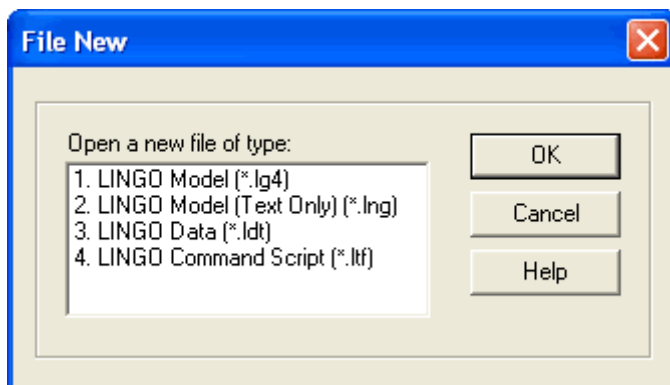 File New
Open a new file of type:
1. LINGO Model (*.lg4)
2. LINGO Model (Text Only) (*.lng)
3. LINGO Data (*.ldt)
4. LINGO Command Script (*.ltf)
OK
Cancel
Help